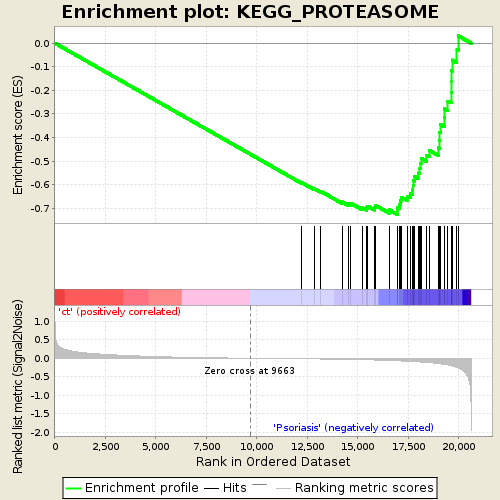 Enrichment plot: KEGG_PROTEASOME
Enrichment score (ES)
0.0
-0.1
-0.2
-0.3
-0.4
-0.5
-0.6
-0.7
'ct' (positively correlated)
Ranked list metric (Signal2Noise)
1.0
0.5
0.0
-0.5
-1.0
-1.5
-2.0
Zero cross at 9663
'Psoriasis' (negatively correlated)
0 2,500 5,000 7,500 10,000 12,500 15,000 17,500 20,000
Rank in Ordered Dataset
Enrichment profile Hits Ranking metric scores